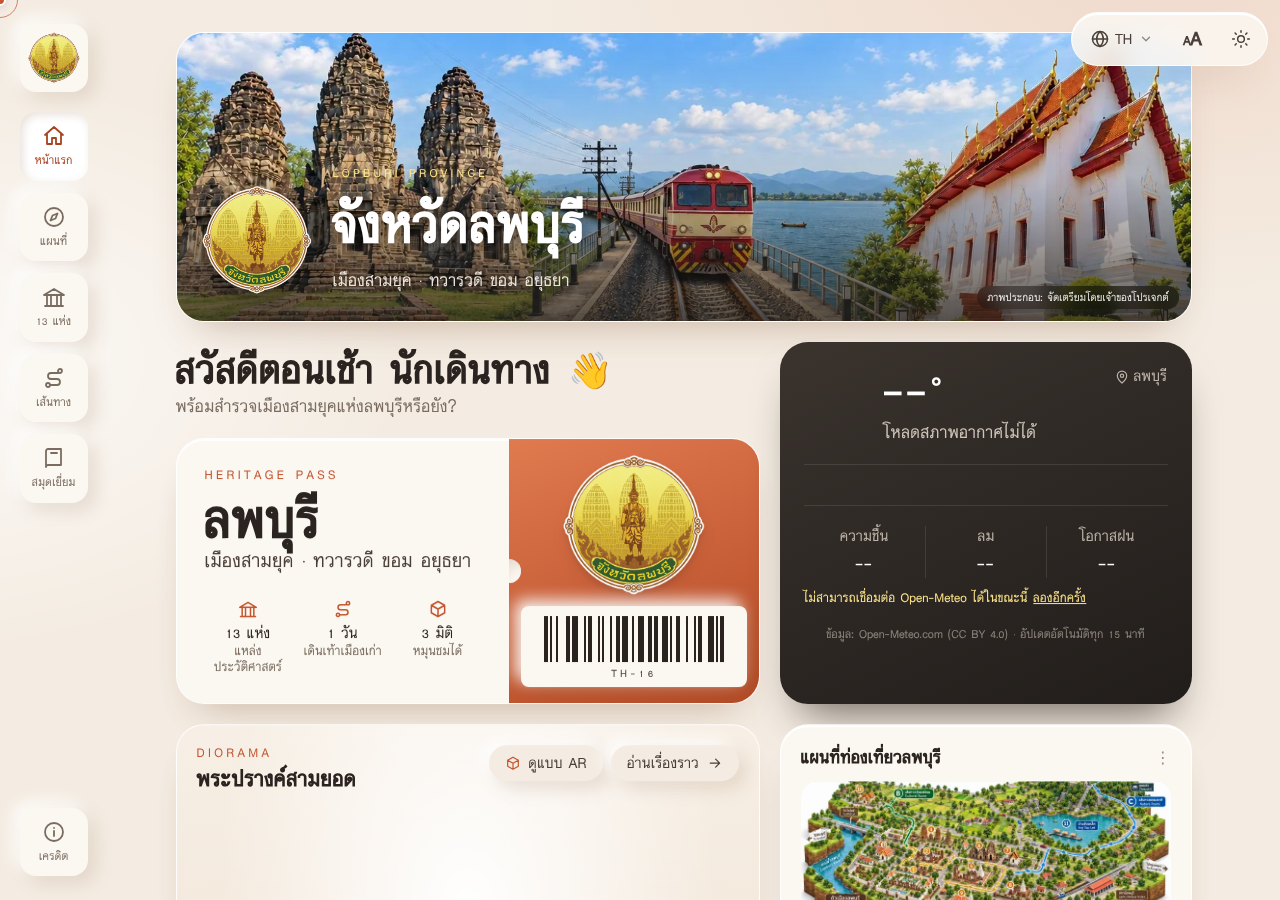 TH
AA
หน้าแรก
แผนที่
13 แห่ง
เส้นทาง
สมุดเยี่ยม
เครดิต
LOPBURI PROVINCE
จังหวัดลพบุรี
เมืองสามยุค · ทวารวดี ขอม อยุธยา
จังหวัดลพบุรี
ภาพประกอบ: จัดเตรียมโดยเจ้าของโปรเจกต์
สวัสดีตอนเช้า นักเดินทาง 👋
พร้อมสำรวจเมืองสามยุคแห่งลพบุรีหรือยัง?
HERITAGE PASS
ลพบุรี
เมืองสามยุค · ทวารวดี ขอม อยุธยา
13 แห่ง
แหล่งประวัติศาสตร์
1 วัน
เดินเท้าเมืองเก่า
3 มิติ
หมุนชมได้
จังหวัดลพบุรี
TH-16
--°
ลพบุรี
โหลดสภาพอากาศไม่ได้
ความชื้น
--
ลม
--
โอกาสฝน
--
ไม่สามารถเชื่อมต่อ Open-Meteo ได้ในขณะนี้ ลองอีกครั้ง
ข้อมูล: Open-Meteo.com (CC BY 4.0) · อัปเดตอัตโนมัติทุก 15 นาที
DIORAMA
พระปรางค์สามยอด
ดูแบบ AR
อ่านเรื่องราว →
แผนที่ท่องเที่ยวลพบุรี